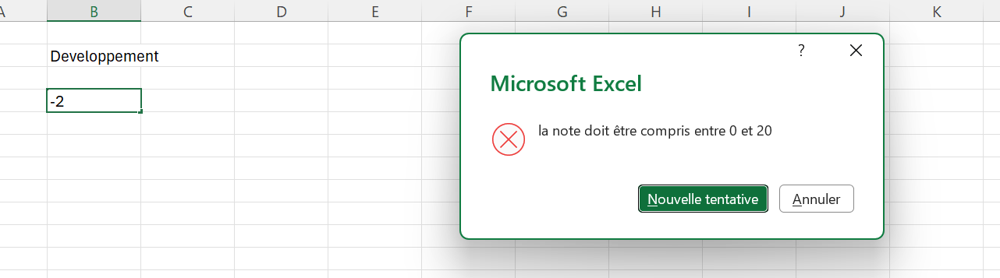 A B C D E F G H I J K
Developpement
-2
?
Microsoft Excel
la note doit être compris entre 0 et 20
Nouvelle tentative
Annuler